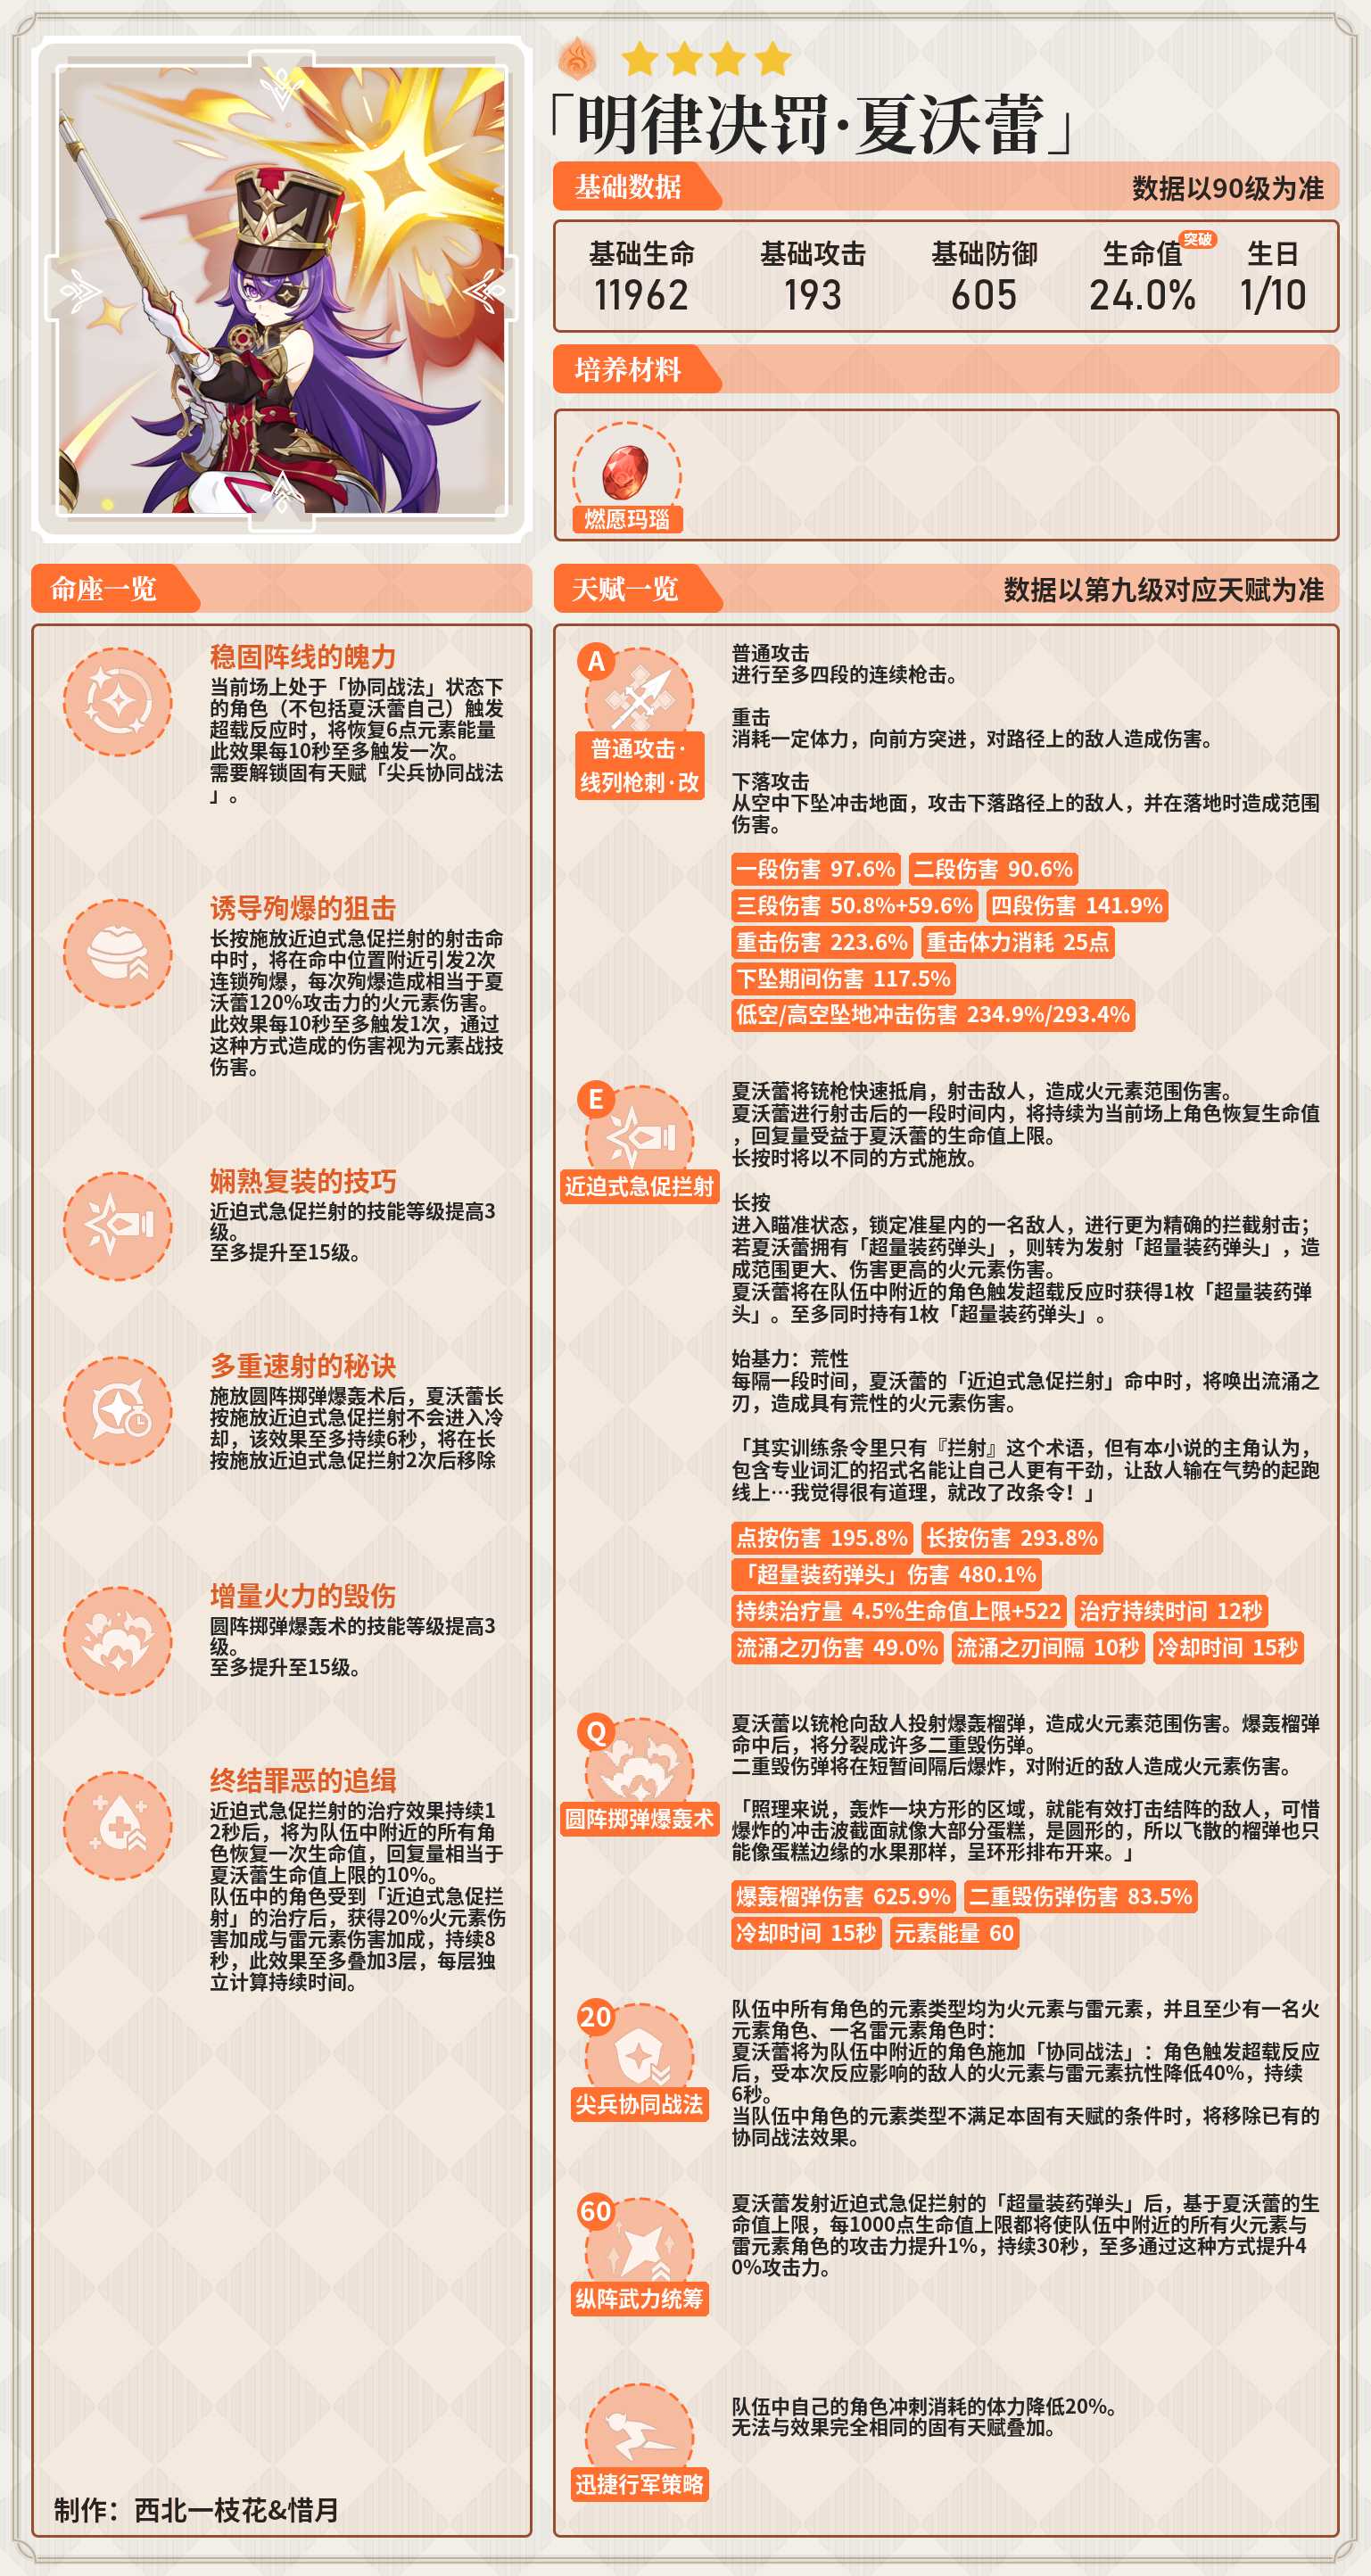 「明律决罚·夏沃蕾」
基础数据
数据以90级为准
基础生命
11962
基础攻击
193
基础防御
605
生命值
突破
24.0%
生日
1/10
培养材料
燃愿玛瑙
命座一览
稳固阵线的魄力
当前场上处于「协同战法」状态下
的角色（不包括夏沃蕾自己）触发
超载反应时，将恢复6点元素能量
此效果每10秒至多触发一次。
需要解锁固有天赋「尖兵协同战法
」。
诱导殉爆的狙击
长按施放近迫式急促拦射的射击命
中时，将在命中位置附近引发2次
连锁殉爆，每次殉爆造成相当于夏
沃蕾120%攻击力的火元素伤害。
此效果每10秒至多触发1次，通过
这种方式造成的伤害视为元素战技
伤害。
娴熟复装的技巧
近迫式急促拦射的技能等级提高3
级。
至多提升至15级。
多重速射的秘诀
施放圆阵掷弹爆轰术后，夏沃蕾长
按施放近迫式急促拦射不会进入冷
却，该效果至多持续6秒，将在长
按施放近迫式急促拦射2次后移除
增量火力的毁伤
圆阵掷弹爆轰术的技能等级提高3
级。
至多提升至15级。
终结罪恶的追缉
近迫式急促拦射的治疗效果持续1
2秒后，将为队伍中附近的所有角
色恢复一次生命值，回复量相当于
夏沃蕾生命值上限的10%。
队伍中的角色受到「近迫式急促拦
射」的治疗后，获得20%火元素伤
害加成与雷元素伤害加成，持续8
秒，此效果至多叠加3层，每层独
立计算持续时间。
制作：西北一枝花&惜月
天赋一览
数据以第九级对应天赋为准
A
普通攻击·
线列枪刺·改
普通攻击
进行至多四段的连续枪击。
重击
消耗一定体力，向前方突进，对路径上的敌人造成伤害。
下落攻击
从空中下坠冲击地面，攻击下落路径上的敌人，并在落地时造成范围
伤害。
一段伤害 97.6% 二段伤害 90.6%
三段伤害 50.8%+59.6% 四段伤害 141.9%
重击伤害 223.6% 重击体力消耗 25点
下坠期间伤害 117.5%
低空/高空坠地冲击伤害 234.9%/293.4%
E
近迫式急促拦射
夏沃蕾将铳枪快速抵肩，射击敌人，造成火元素范围伤害。
夏沃蕾进行射击后的一段时间内，将持续为当前场上角色恢复生命值
，回复量受益于夏沃蕾的生命值上限。
长按时将以不同的方式施放。
长按
进入瞄准状态，锁定准星内的一名敌人，进行更为精确的拦截射击；
若夏沃蕾拥有「超量装药弹头」，则转为发射「超量装药弹头」，造
成范围更大、伤害更高的火元素伤害。
夏沃蕾将在队伍中附近的角色触发超载反应时获得1枚「超量装药弹
头」。至多同时持有1枚「超量装药弹头」。
始基力：荒性
每隔一段时间，夏沃蕾的「近迫式急促拦射」命中时，将唤出流涌之
刃，造成具有荒性的火元素伤害。
「其实训练条令里只有『拦射』这个术语，但有本小说的主角认为，
包含专业词汇的招式名能让自己人更有干劲，让敌人输在气势的起跑
线上…我觉得很有道理，就改了改条令！」
点按伤害 195.8% 长按伤害 293.8%
「超量装药弹头」伤害 480.1%
持续治疗量 4.5%生命值上限+522 治疗持续时间 12秒
流涌之刃伤害 49.0% 流涌之刃间隔 10秒 冷却时间 15秒
Q
圆阵掷弹爆轰术
夏沃蕾以铳枪向敌人投射爆轰榴弹，造成火元素范围伤害。爆轰榴弹
命中后，将分裂成许多二重毁伤弹。
二重毁伤弹将在短暂间隔后爆炸，对附近的敌人造成火元素伤害。
「照理来说，轰炸一块方形的区域，就能有效打击结阵的敌人，可惜
爆炸的冲击波截面就像大部分蛋糕，是圆形的，所以飞散的榴弹也只
能像蛋糕边缘的水果那样，呈环形排布开来。」
爆轰榴弹伤害 625.9% 二重毁伤弹伤害 83.5%
冷却时间 15秒 元素能量 60
20
尖兵协同战法
队伍中所有角色的元素类型均为火元素与雷元素，并且至少有一名火
元素角色、一名雷元素角色时：
夏沃蕾将为队伍中附近的角色施加「协同战法」：角色触发超载反应
后，受本次反应影响的敌人的火元素与雷元素抗性降低40%，持续
6秒。
当队伍中角色的元素类型不满足本固有天赋的条件时，将移除已有的
协同战法效果。
60
纵阵武力统筹
夏沃蕾发射近迫式急促拦射的「超量装药弹头」后，基于夏沃蕾的生
命值上限，每1000点生命值上限都将使队伍中附近的所有火元素与
雷元素角色的攻击力提升1%，持续30秒，至多通过这种方式提升4
0%攻击力。
迅捷行军策略
队伍中自己的角色冲刺消耗的体力降低20%。
无法与效果完全相同的固有天赋叠加。